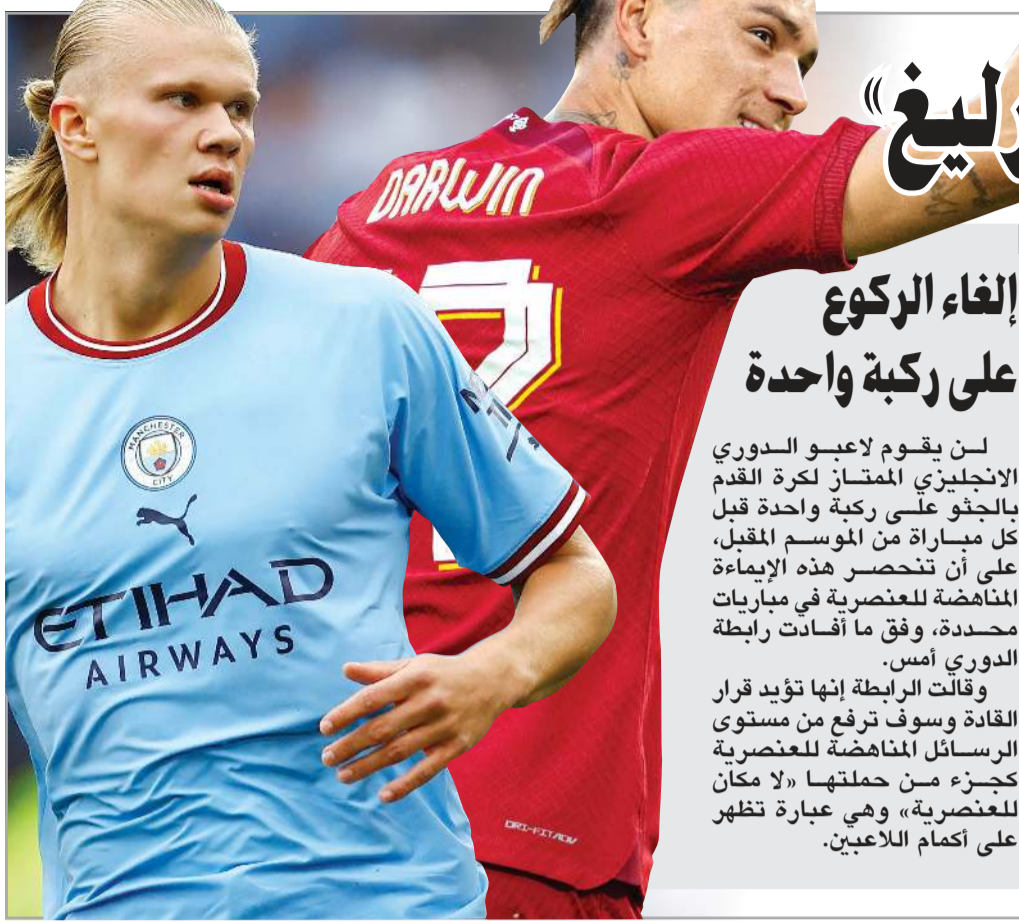 إلغاء الركوع
على ركبة واحدة
لن يقوم لاعبو الدوري
الانجليزي الممتاز لكرة القدم
بالجثو على ركبة واحدة قبل
كل مباراة من الموسم المقبل،
على أن تنحصر هذه الإيماءة
المناهضة للعنصرية في مباريات
محددة، وفق ما أفادت رابطة
الدوري أمس.
وقالت الرابطة إنها تؤيد قرار
القادة وسوف ترفع من مستوى
الرسائل المناهضة للعنصرية
كجزء من حملتها «لا مكان
للعنصرية» وهي عبارة تظهر
على أكمام اللاعبين.
DARWIN
MANCHESTER
CITY
ETIHAD
AIRWAYS
DRI-FIT ADV